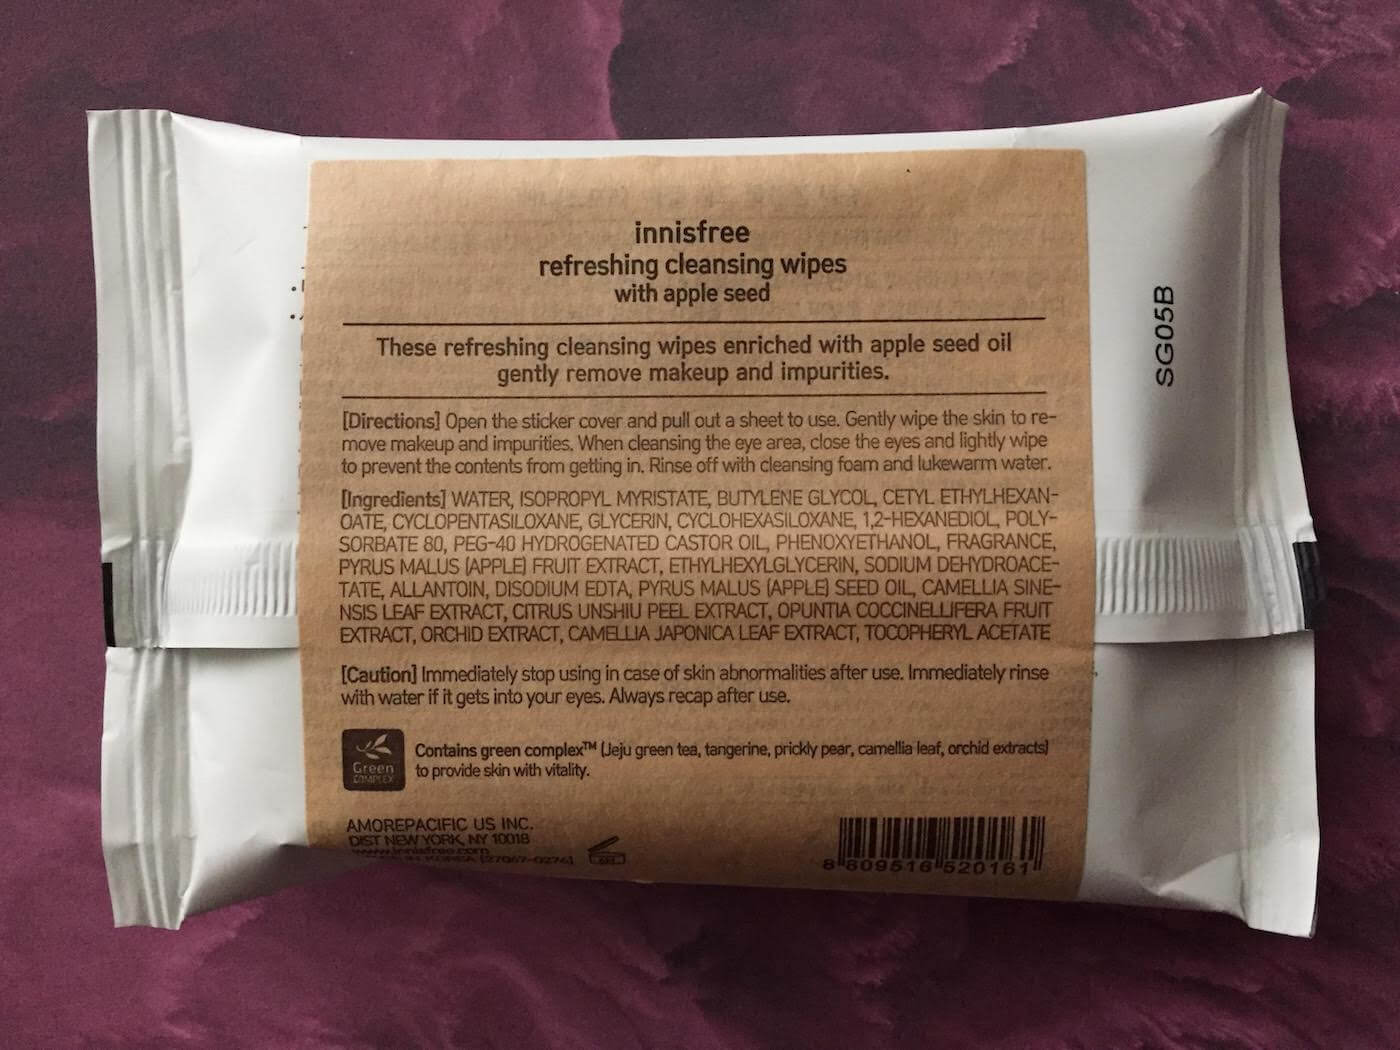 innisfree
refreshing cleansing wipes
with apple seed
These refreshing cleansing wipes enriched with apple seed oil
gently remove makeup and impurities.
[Directions] Open the sticker cover and pull out a sheet to use. Gently wipe the skin to re-
move makeup and impurities. When cleansing the eye area, close the eyes and lightly wipe
to prevent the contents from getting in. Rinse off with cleansing foam and lukewarm water.
[Ingredients] WATER, ISOPROPYL MYRISTATE, BUTYLENE GLYCOL, CETYL ETHYLHEXAN-
OATE, CYCLOPENTASILOXANE, GLYCERIN, CYCLOHEXASILOXANE, 1,2-HEXANEDIOL, POLY-
SORBATE 80, PEG-40 HYDROGENATED CASTOR OIL, PHENOXYETHANOL, FRAGRANCE,
PYRUS MALUS (APPLE) FRUIT EXTRACT, ETHYLHEXYLGLYCERIN, SODIUM DEHYDROACE-
TATE, ALLANTOIN, DISODIUM EDTA, PYRUS MALUS (APPLE) SEED OIL, CAMELLIA SINE-
NSIS LEAF EXTRACT, CITRUS UNSHIU PEEL EXTRACT, OPUNTIA COCCINELLIFERA FRUIT
EXTRACT, ORCHID EXTRACT, CAMELLIA JAPONICA LEAF EXTRACT, TOCOPHERYL ACETATE
[Caution] Immediately stop using in case of skin abnormalities after use. Immediately rinse
with water if it gets into your eyes. Always recap after use.
Green
COMPLEX
Contains green complex™ (Jeju green tea, tangerine, prickly pear, camellia leaf, orchid extracts)
to provide skin with vitality.
AMOREPACIFIC US INC.
DIST NEW YORK, NY 10018
www.innisfree.com
IN KOREA (27067-0276)
6M
8 809516 520161
SG05B